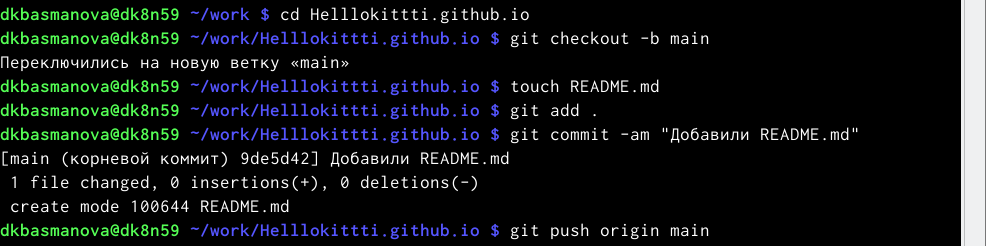 dkbasmanova@dk8n59 ~/work $ cd Helllokittti.github.io
dkbasmanova@dk8n59 ~/work/Helllokittti.github.io $ git checkout -b main
Переключились на новую ветку «main»
dkbasmanova@dk8n59 ~/work/Helllokittti.github.io $ touch README.md
dkbasmanova@dk8n59 ~/work/Helllokittti.github.io $ git add .
dkbasmanova@dk8n59 ~/work/Helllokittti.github.io $ git commit -am "Добавили README.md"
[main (корневой коммит) 9de5d42] Добавили README.md
 1 file changed, 0 insertions(+), 0 deletions(-)
 create mode 100644 README.md
dkbasmanova@dk8n59 ~/work/Helllokittti.github.io $ git push origin main